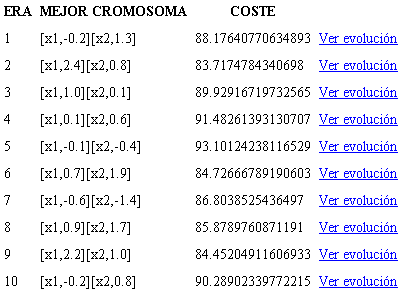 ERA MEJOR CROMOSOMA COSTE
1 [x1,-0.2][x2,1.3] 88.17640770634893 Ver evolución
2 [x1,2.4][x2,0.8] 83.7174784340698 Ver evolución
3 [x1,1.0][x2,0.1] 89.92916719732565 Ver evolución
4 [x1,0.1][x2,0.6] 91.48261393130707 Ver evolución
5 [x1,-0.1][x2,-0.4] 93.10124238116529 Ver evolución
6 [x1,0.7][x2,1.9] 84.72666789190603 Ver evolución
7 [x1,-0.6][x2,-1.4] 86.8038525436497 Ver evolución
8 [x1,0.9][x2,1.7] 85.8789760871191 Ver evolución
9 [x1,2.2][x2,1.0] 84.45204911606933 Ver evolución
10 [x1,-0.2][x2,0.8] 90.28902339772215 Ver evolución